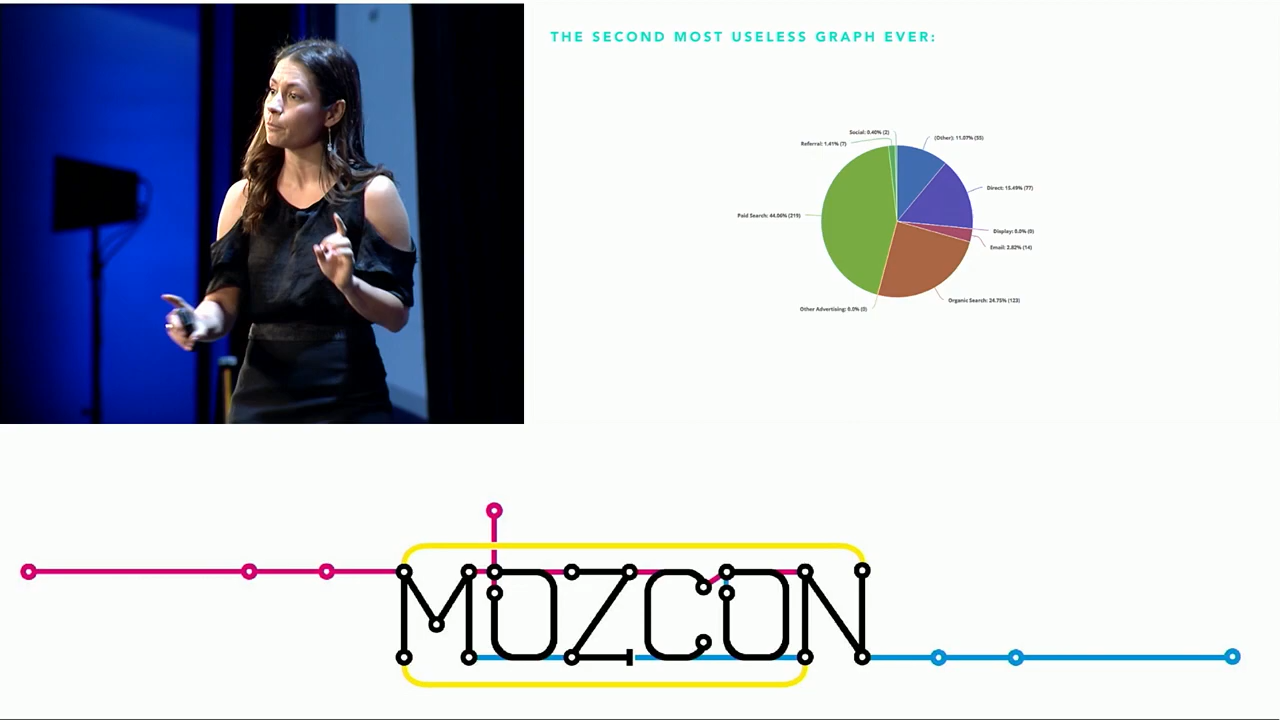 THE SECOND MOST USELESS GRAPH EVER:
Social: 0.40% (2)
(Other): 11.07% (55)
Referral: 1.41% (7)
Direct: 15.49% (77)
Paid Search: 44.06% (219)
Display: 0.0% (0)
Email: 2.82% (14)
Organic Search: 24.75% (123)
Other Advertising: 0.0% (0)
MOZCON